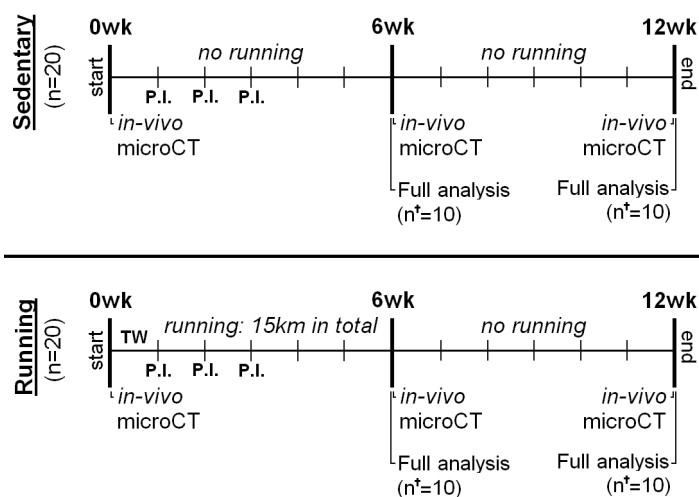 Sedentary
(n=20)
0wk 6wk 12wk
start no running no running end
P.I. P.I. P.I.
in-vivo in-vivo in-vivo
microCT microCT microCT
Full analysis Full analysis
(n†=10) (n†=10)
Running
(n=20)
0wk 6wk 12wk
start TW running: 15km in total no running end
P.I. P.I. P.I.
in-vivo in-vivo in-vivo
microCT microCT microCT
Full analysis Full analysis
(n†=10) (n†=10)